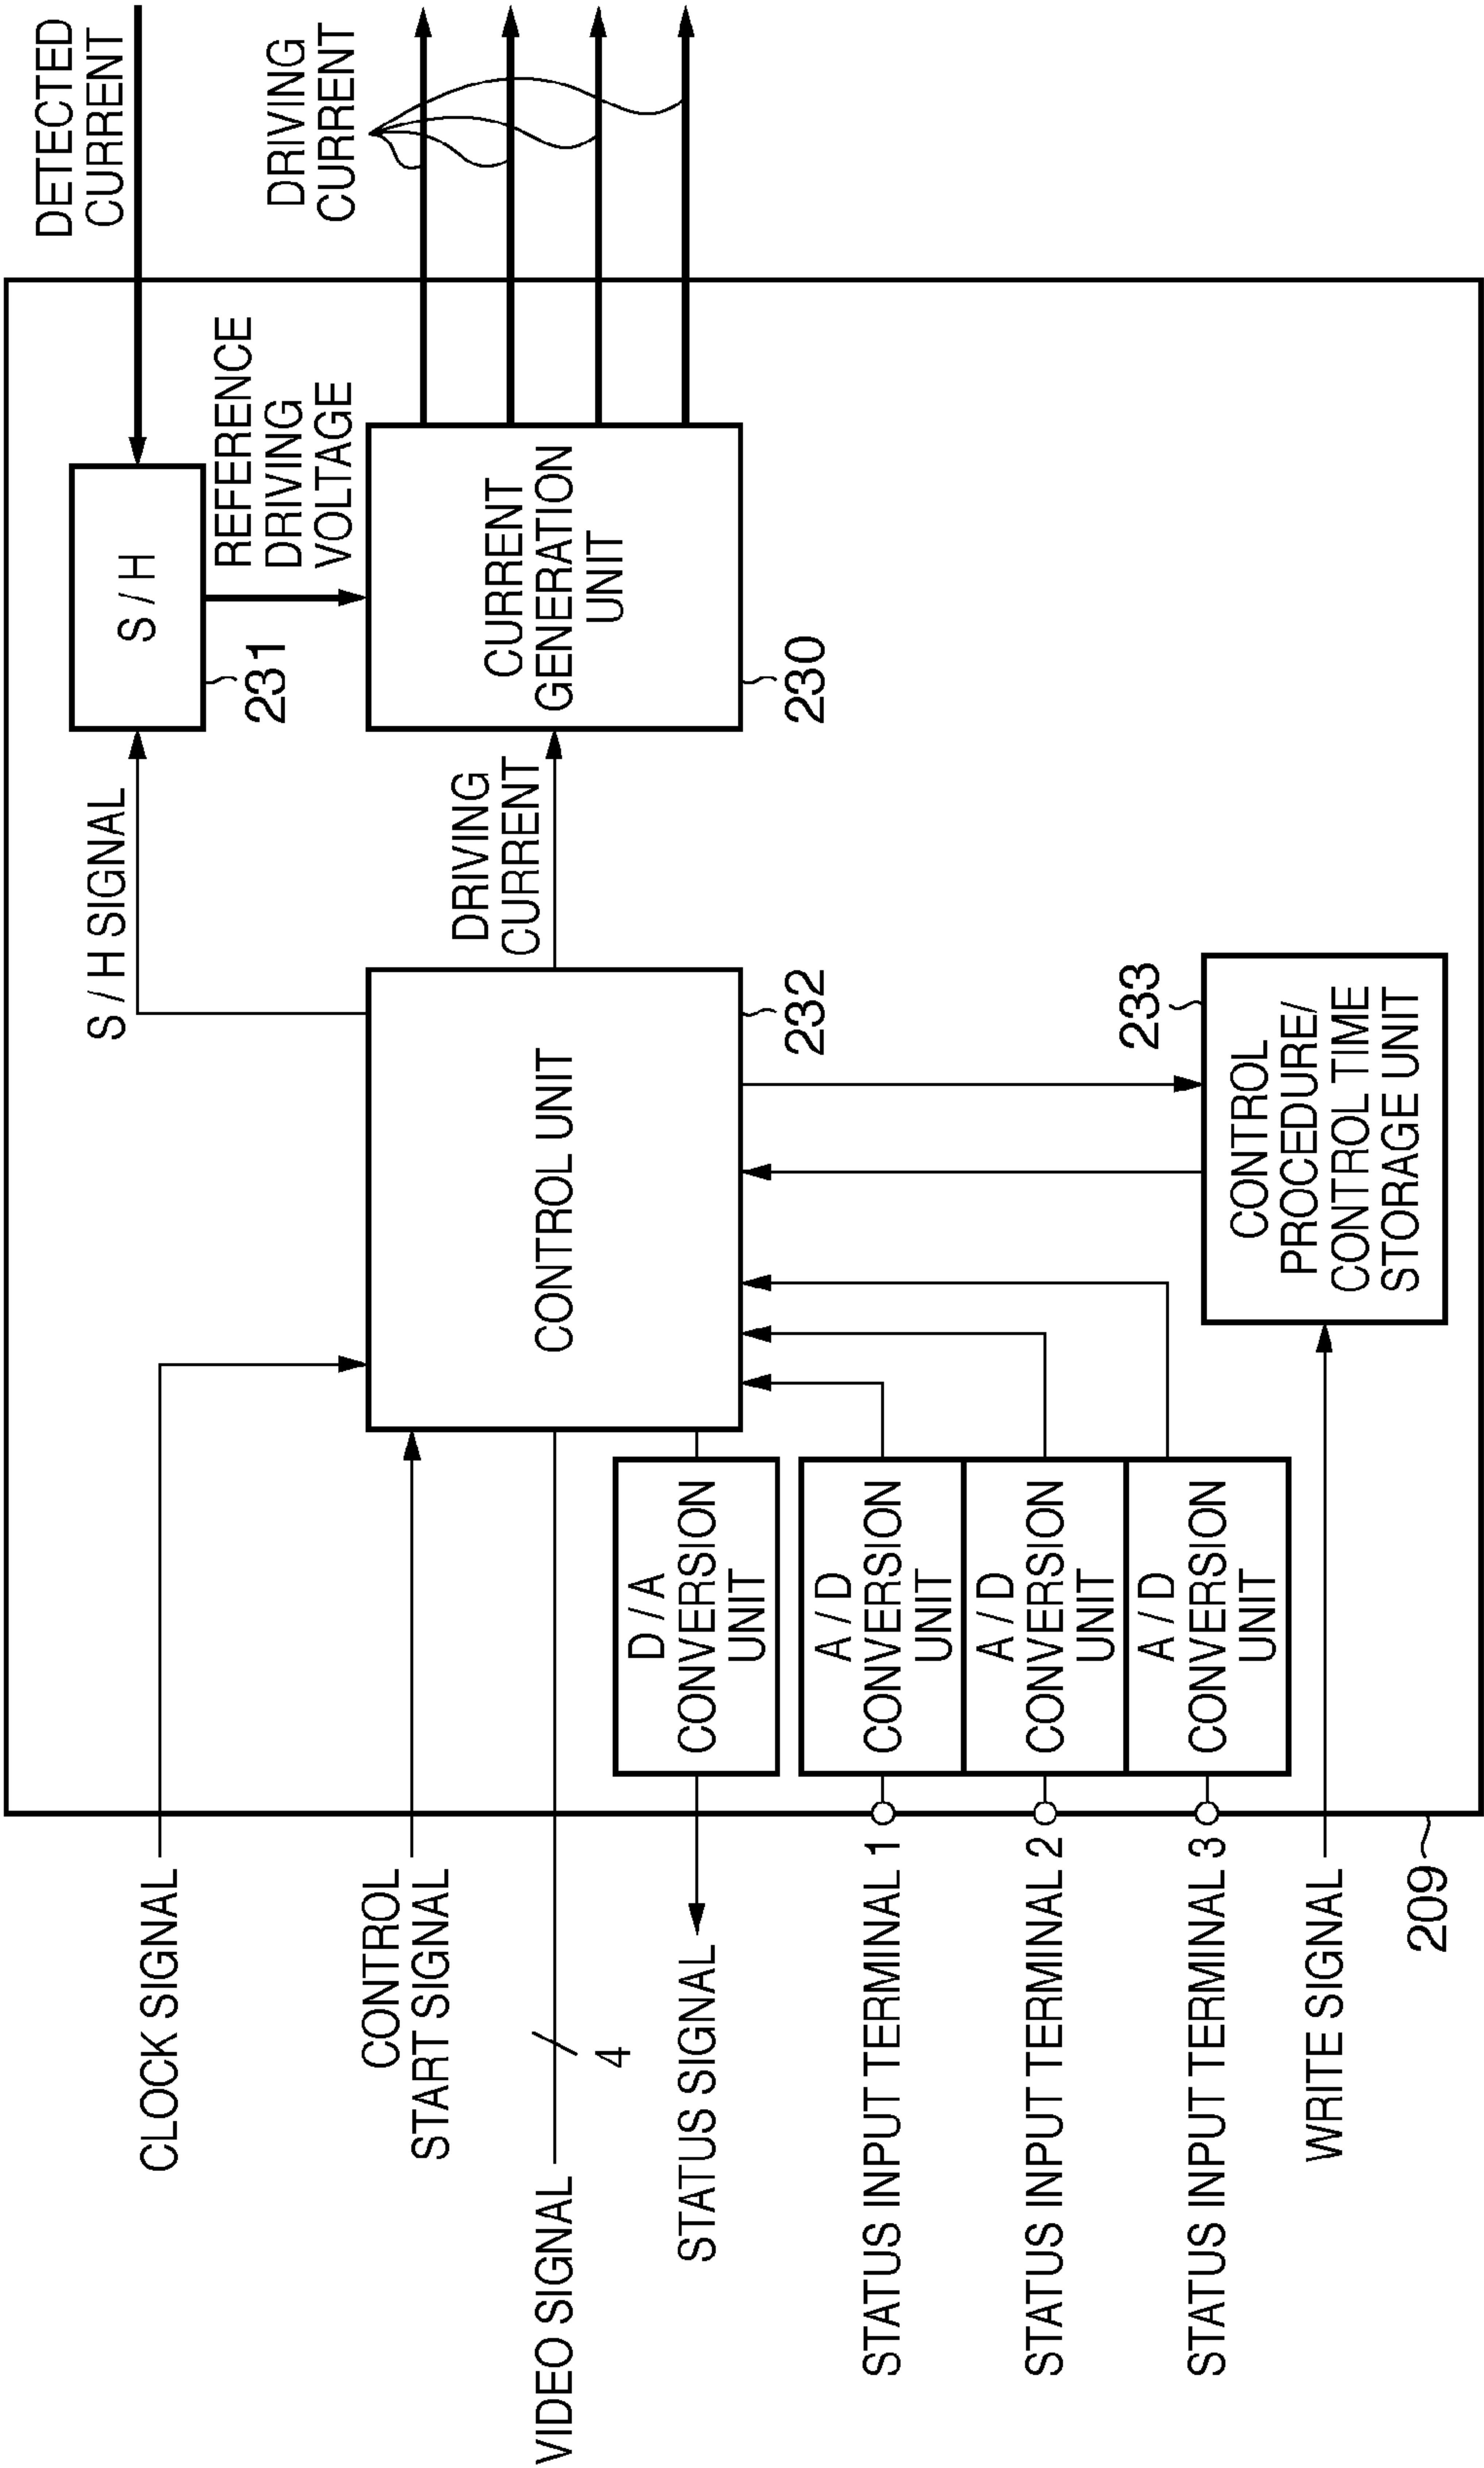 DETECTED
CURRENT
DRIVING
CURRENT
S / H
231
REFERENCE
DRIVING
VOLTAGE
CURRENT
GENERATION
UNIT
230
S / H SIGNAL
DRIVING
CURRENT
CONTROL UNIT
232
233
CONTROL
PROCEDURE/
CONTROL TIME
STORAGE UNIT
D / A
CONVERSION
UNIT
A / D
CONVERSION
UNIT
A / D
CONVERSION
UNIT
A / D
CONVERSION
UNIT
CLOCK SIGNAL
CONTROL
START SIGNAL
VIDEO SIGNAL
4
STATUS SIGNAL
STATUS INPUT TERMINAL 1
STATUS INPUT TERMINAL 2
STATUS INPUT TERMINAL 3
WRITE SIGNAL
209